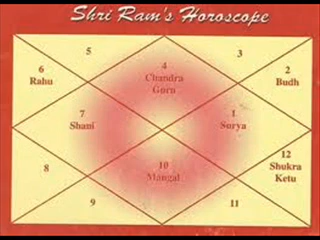 Shri Ram's Horoscope
5
3
4
Chandra
Guru
6
Rahu
2
Budh
7
Shani
1
Surya
10
Mangal
8
12
Shukra
Ketu
9
11